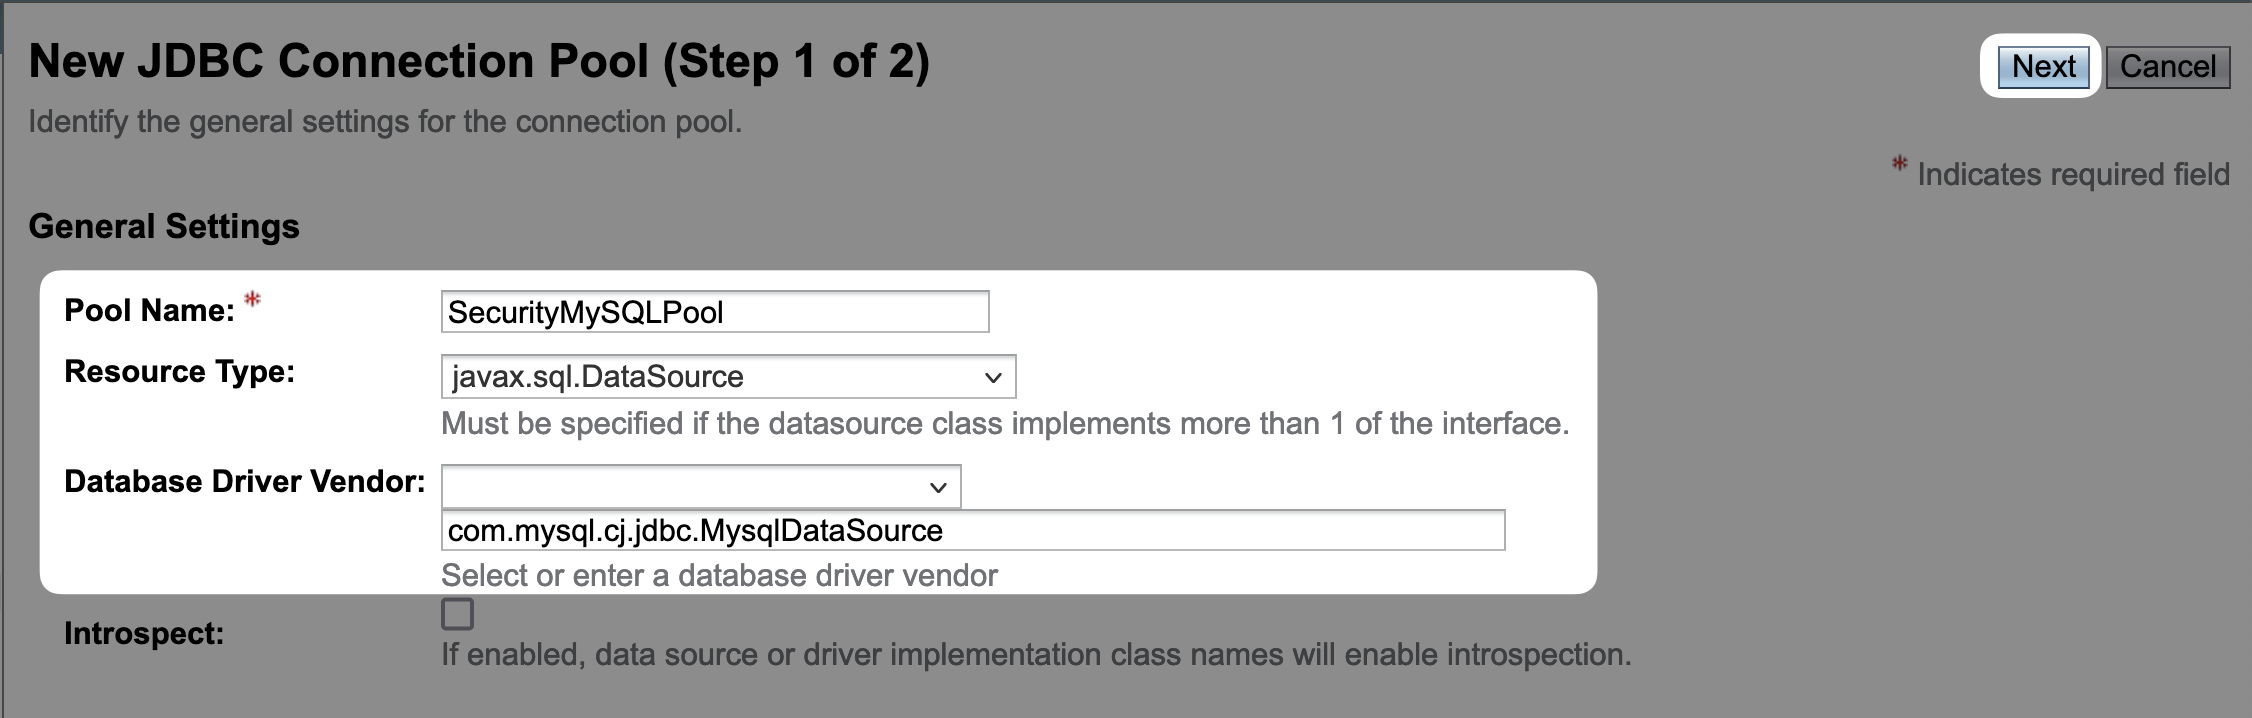 New JDBC Connection Pool (Step 1 of 2)
Next Cancel
Identify the general settings for the connection pool.
* Indicates required field
General Settings
Pool Name: * SecurityMySQLPool
Resource Type: javax.sql.DataSource
Must be specified if the datasource class implements more than 1 of the interface.
Database Driver Vendor:
com.mysql.cj.jdbc.MysqlDataSource
Select or enter a database driver vendor
Introspect:
If enabled, data source or driver implementation class names will enable introspection.